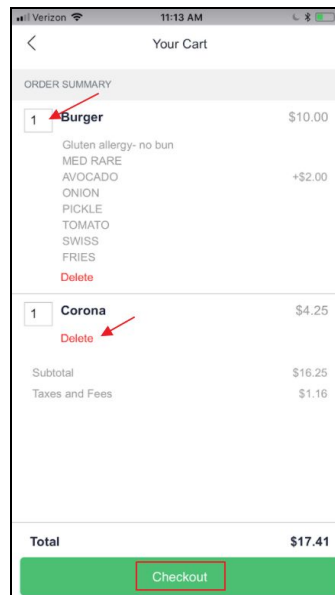 Verizon 11:13 AM
Your Cart
ORDER SUMMARY
1 Burger $10.00
Gluten allergy- no bun
MED RARE
AVOCADO +$2.00
ONION
PICKLE
TOMATO
SWISS
FRIES
Delete
1 Corona $4.25
Delete
Subtotal $16.25
Taxes and Fees $1.16
Total $17.41
Checkout